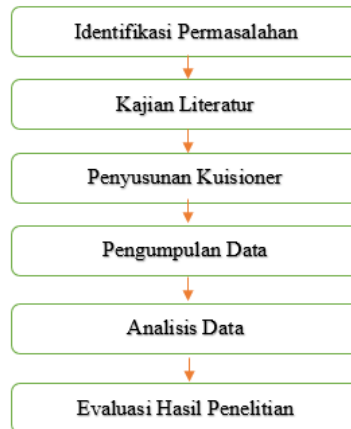 Identifikasi Permasalahan
Kajian Literatur
Penyusunan Kuisioner
Pengumpulan Data
Analisis Data
Evaluasi Hasil Penelitian